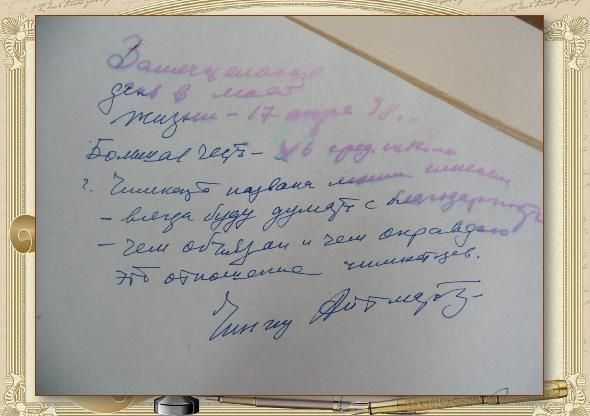 Замечательный
день в моей
жизни – 17 апреля 98 г.
Большая честь – 46 сред. школа
г. Чимкента названа моим именем
– всегда буду думать с благодарностью
– чем обязан и чем оправдаю
это отношение чимкентцев.
Чингиз Айтматов